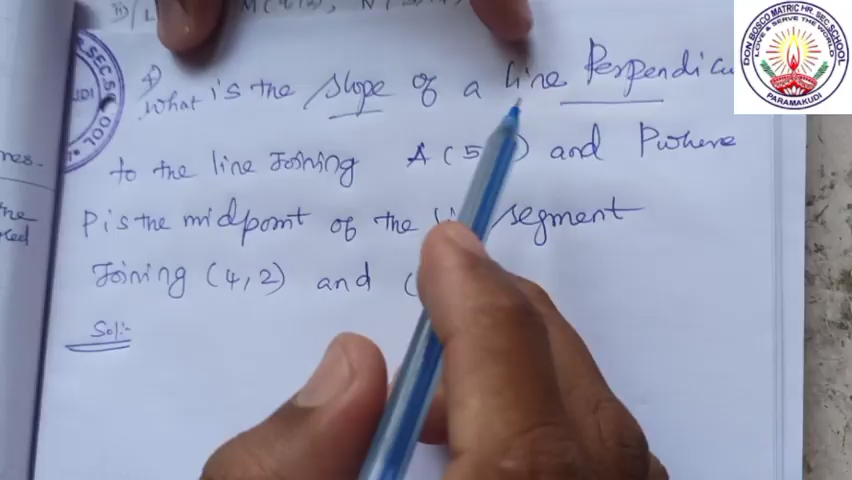 4)
What is the slope of a line Perpendicu
to the line Joining A (5, ) and P where
P is the midpoint of the segment
Joining (4, 2) and (
Sol:-
DON BOSCO MATRIC HR. SEC. SCHOOL
LOVE & SERVE THE WORLD
PARAMAKUDI